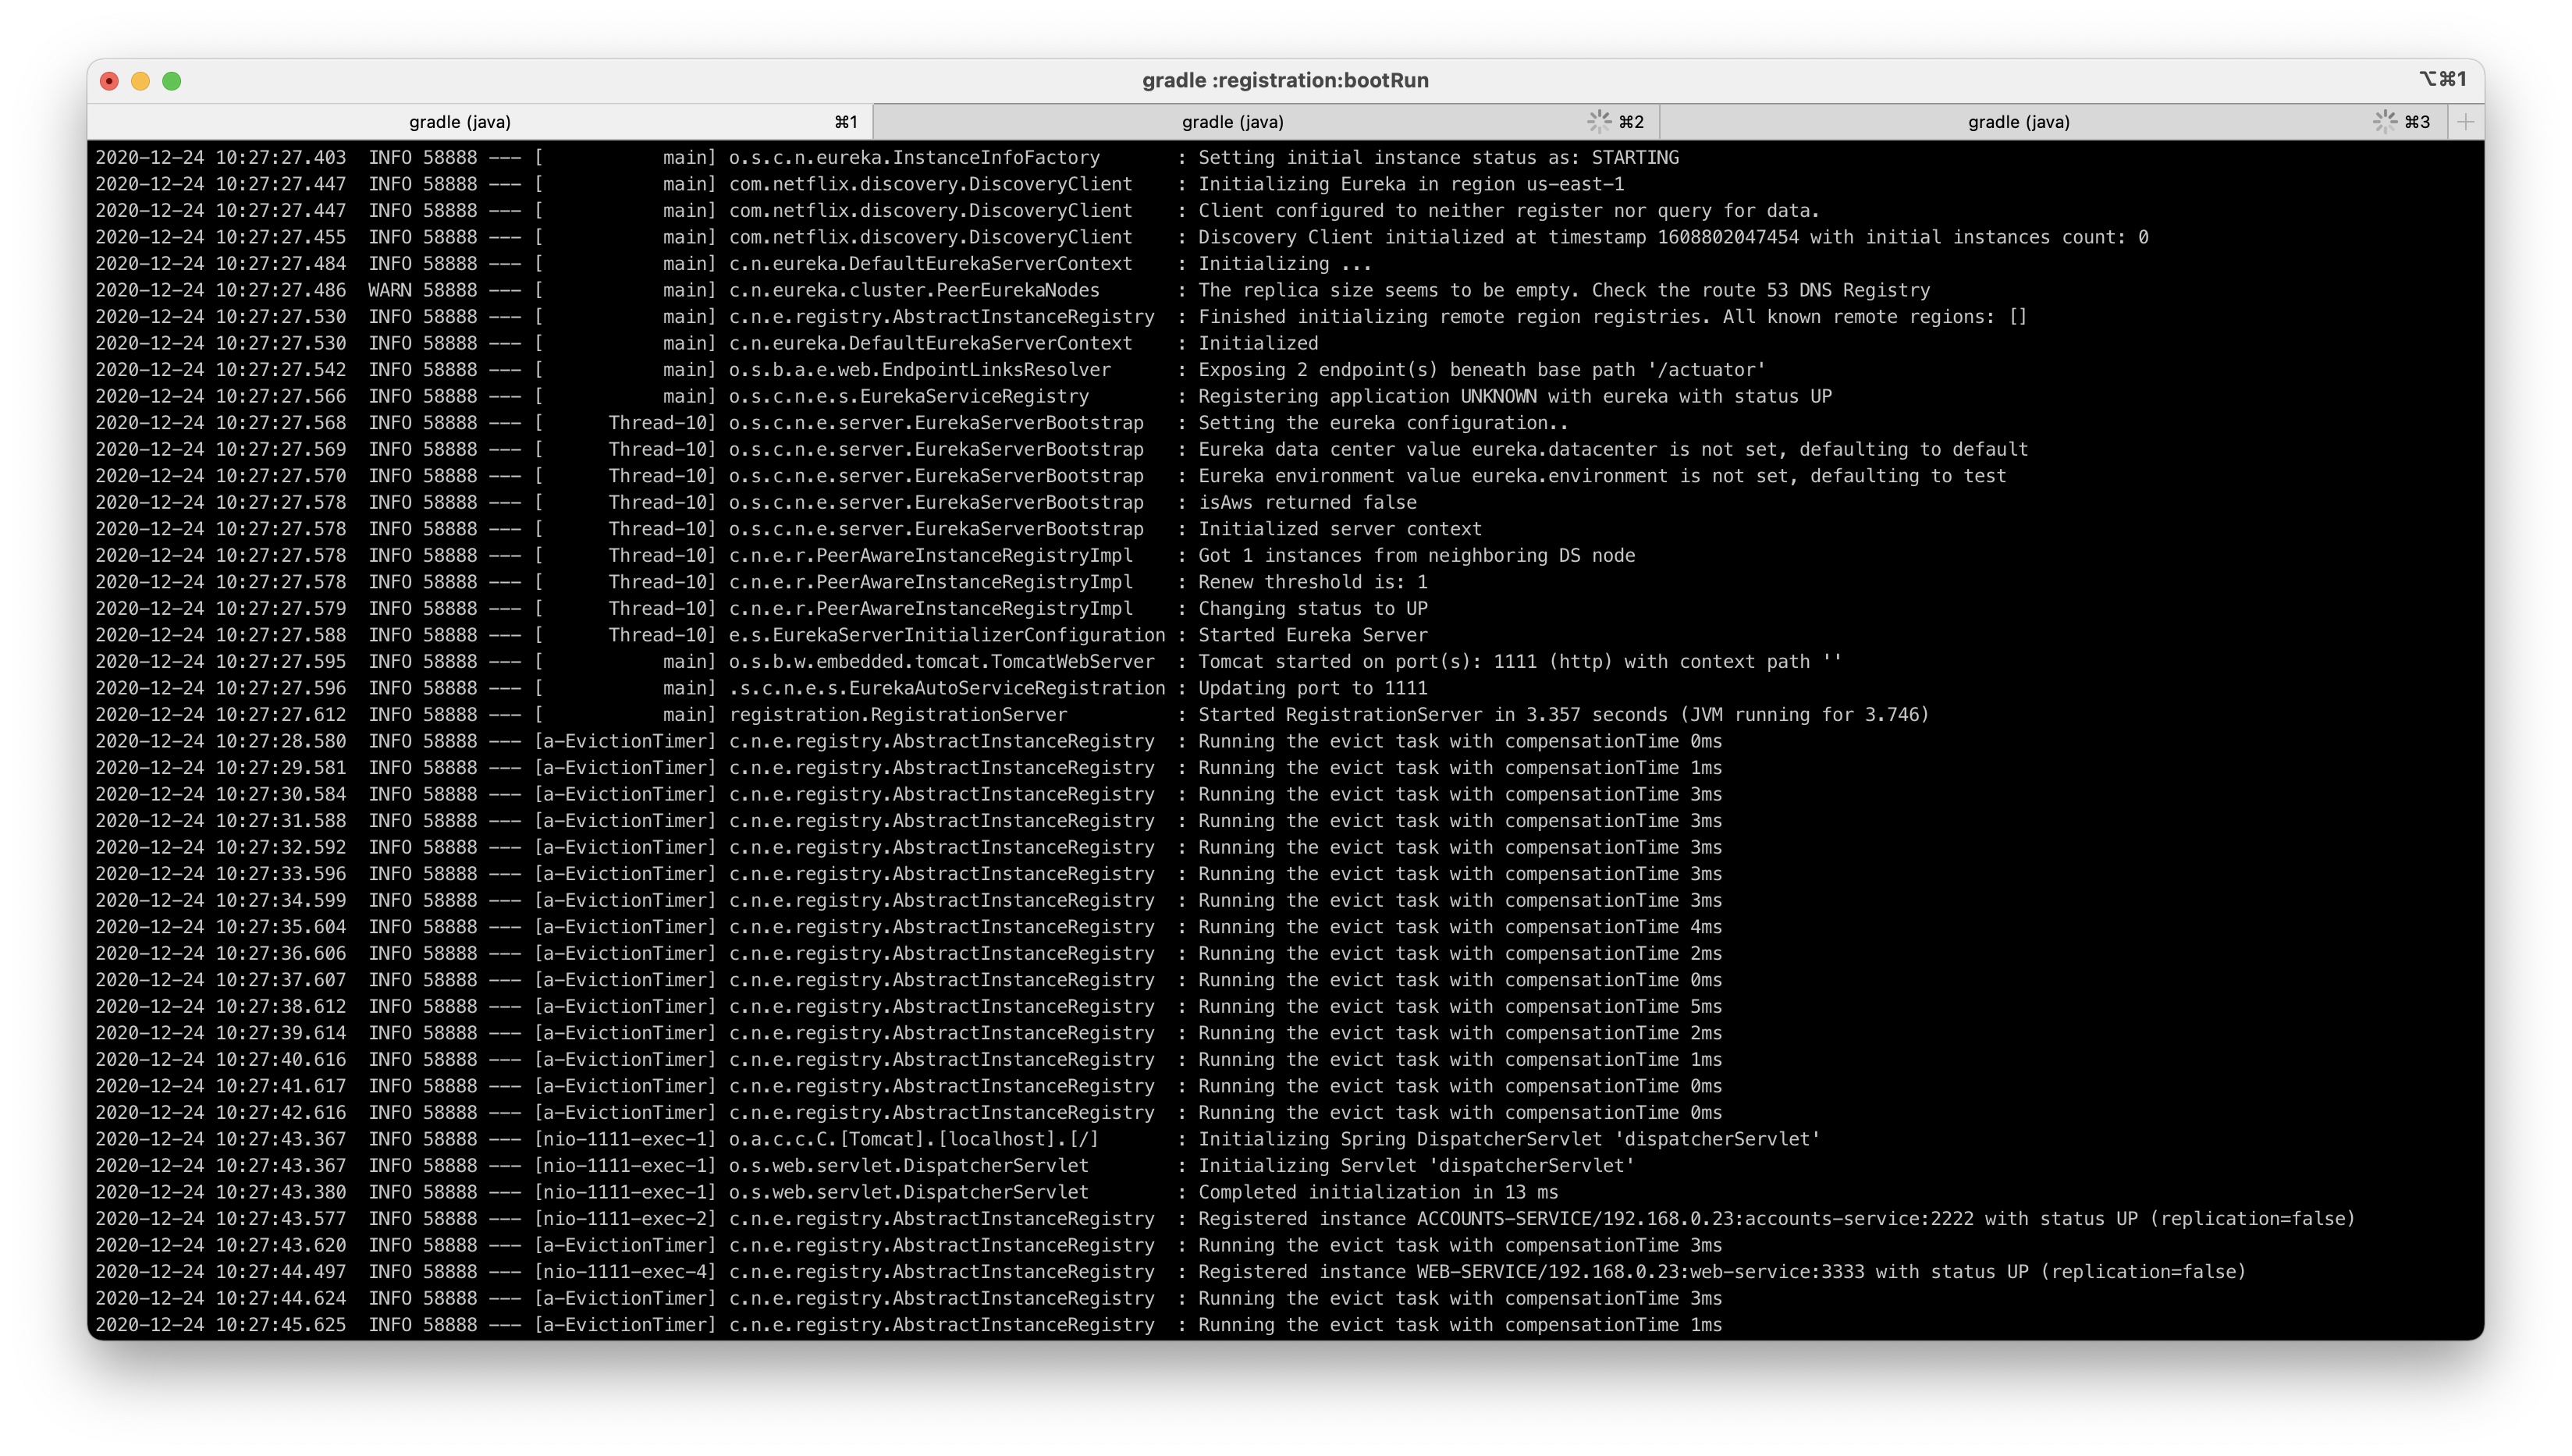 gradle :registration:bootRun ⌥⌘1
gradle (java) ⌘1 gradle (java) ⌘2 gradle (java) ⌘3 +
2020-12-24 10:27:27.403  INFO 58888 --- [           main] o.s.c.n.eureka.InstanceInfoFactory       : Setting initial instance status as: STARTING
2020-12-24 10:27:27.447  INFO 58888 --- [           main] com.netflix.discovery.DiscoveryClient    : Initializing Eureka in region us-east-1
2020-12-24 10:27:27.447  INFO 58888 --- [           main] com.netflix.discovery.DiscoveryClient    : Client configured to neither register nor query for data.
2020-12-24 10:27:27.455  INFO 58888 --- [           main] com.netflix.discovery.DiscoveryClient    : Discovery Client initialized at timestamp 1608802047454 with initial instances count: 0
2020-12-24 10:27:27.484  INFO 58888 --- [           main] c.n.eureka.DefaultEurekaServerContext    : Initializing ...
2020-12-24 10:27:27.486  WARN 58888 --- [           main] c.n.eureka.cluster.PeerEurekaNodes       : The replica size seems to be empty. Check the route 53 DNS Registry
2020-12-24 10:27:27.530  INFO 58888 --- [           main] c.n.e.registry.AbstractInstanceRegistry  : Finished initializing remote region registries. All known remote regions: []
2020-12-24 10:27:27.530  INFO 58888 --- [           main] c.n.eureka.DefaultEurekaServerContext    : Initialized
2020-12-24 10:27:27.542  INFO 58888 --- [           main] o.s.b.a.e.web.EndpointLinksResolver      : Exposing 2 endpoint(s) beneath base path '/actuator'
2020-12-24 10:27:27.566  INFO 58888 --- [           main] o.s.c.n.e.s.EurekaServiceRegistry        : Registering application UNKNOWN with eureka with status UP
2020-12-24 10:27:27.568  INFO 58888 --- [      Thread-10] o.s.c.n.e.server.EurekaServerBootstrap   : Setting the eureka configuration..
2020-12-24 10:27:27.569  INFO 58888 --- [      Thread-10] o.s.c.n.e.server.EurekaServerBootstrap   : Eureka data center value eureka.datacenter is not set, defaulting to default
2020-12-24 10:27:27.570  INFO 58888 --- [      Thread-10] o.s.c.n.e.server.EurekaServerBootstrap   : Eureka environment value eureka.environment is not set, defaulting to test
2020-12-24 10:27:27.578  INFO 58888 --- [      Thread-10] o.s.c.n.e.server.EurekaServerBootstrap   : isAws returned false
2020-12-24 10:27:27.578  INFO 58888 --- [      Thread-10] o.s.c.n.e.server.EurekaServerBootstrap   : Initialized server context
2020-12-24 10:27:27.578  INFO 58888 --- [      Thread-10] c.n.e.r.PeerAwareInstanceRegistryImpl    : Got 1 instances from neighboring DS node
2020-12-24 10:27:27.578  INFO 58888 --- [      Thread-10] c.n.e.r.PeerAwareInstanceRegistryImpl    : Renew threshold is: 1
2020-12-24 10:27:27.579  INFO 58888 --- [      Thread-10] c.n.e.r.PeerAwareInstanceRegistryImpl    : Changing status to UP
2020-12-24 10:27:27.588  INFO 58888 --- [      Thread-10] e.s.EurekaServerInitializerConfiguration : Started Eureka Server
2020-12-24 10:27:27.595  INFO 58888 --- [           main] o.s.b.w.embedded.tomcat.TomcatWebServer  : Tomcat started on port(s): 1111 (http) with context path ''
2020-12-24 10:27:27.596  INFO 58888 --- [           main] .s.c.n.e.s.EurekaAutoServiceRegistration : Updating port to 1111
2020-12-24 10:27:27.612  INFO 58888 --- [           main] registration.RegistrationServer          : Started RegistrationServer in 3.357 seconds (JVM running for 3.746)
2020-12-24 10:27:28.580  INFO 58888 --- [a-EvictionTimer] c.n.e.registry.AbstractInstanceRegistry  : Running the evict task with compensationTime 0ms
2020-12-24 10:27:29.581  INFO 58888 --- [a-EvictionTimer] c.n.e.registry.AbstractInstanceRegistry  : Running the evict task with compensationTime 1ms
2020-12-24 10:27:30.584  INFO 58888 --- [a-EvictionTimer] c.n.e.registry.AbstractInstanceRegistry  : Running the evict task with compensationTime 3ms
2020-12-24 10:27:31.588  INFO 58888 --- [a-EvictionTimer] c.n.e.registry.AbstractInstanceRegistry  : Running the evict task with compensationTime 3ms
2020-12-24 10:27:32.592  INFO 58888 --- [a-EvictionTimer] c.n.e.registry.AbstractInstanceRegistry  : Running the evict task with compensationTime 3ms
2020-12-24 10:27:33.596  INFO 58888 --- [a-EvictionTimer] c.n.e.registry.AbstractInstanceRegistry  : Running the evict task with compensationTime 3ms
2020-12-24 10:27:34.599  INFO 58888 --- [a-EvictionTimer] c.n.e.registry.AbstractInstanceRegistry  : Running the evict task with compensationTime 3ms
2020-12-24 10:27:35.604  INFO 58888 --- [a-EvictionTimer] c.n.e.registry.AbstractInstanceRegistry  : Running the evict task with compensationTime 4ms
2020-12-24 10:27:36.606  INFO 58888 --- [a-EvictionTimer] c.n.e.registry.AbstractInstanceRegistry  : Running the evict task with compensationTime 2ms
2020-12-24 10:27:37.607  INFO 58888 --- [a-EvictionTimer] c.n.e.registry.AbstractInstanceRegistry  : Running the evict task with compensationTime 0ms
2020-12-24 10:27:38.612  INFO 58888 --- [a-EvictionTimer] c.n.e.registry.AbstractInstanceRegistry  : Running the evict task with compensationTime 5ms
2020-12-24 10:27:39.614  INFO 58888 --- [a-EvictionTimer] c.n.e.registry.AbstractInstanceRegistry  : Running the evict task with compensationTime 2ms
2020-12-24 10:27:40.616  INFO 58888 --- [a-EvictionTimer] c.n.e.registry.AbstractInstanceRegistry  : Running the evict task with compensationTime 1ms
2020-12-24 10:27:41.617  INFO 58888 --- [a-EvictionTimer] c.n.e.registry.AbstractInstanceRegistry  : Running the evict task with compensationTime 0ms
2020-12-24 10:27:42.616  INFO 58888 --- [a-EvictionTimer] c.n.e.registry.AbstractInstanceRegistry  : Running the evict task with compensationTime 0ms
2020-12-24 10:27:43.367  INFO 58888 --- [nio-1111-exec-1] o.a.c.c.C.[Tomcat].[localhost].[/]       : Initializing Spring DispatcherServlet 'dispatcherServlet'
2020-12-24 10:27:43.367  INFO 58888 --- [nio-1111-exec-1] o.s.web.servlet.DispatcherServlet        : Initializing Servlet 'dispatcherServlet'
2020-12-24 10:27:43.380  INFO 58888 --- [nio-1111-exec-1] o.s.web.servlet.DispatcherServlet        : Completed initialization in 13 ms
2020-12-24 10:27:43.577  INFO 58888 --- [nio-1111-exec-2] c.n.e.registry.AbstractInstanceRegistry  : Registered instance ACCOUNTS-SERVICE/192.168.0.23:accounts-service:2222 with status UP (replication=false)
2020-12-24 10:27:43.620  INFO 58888 --- [a-EvictionTimer] c.n.e.registry.AbstractInstanceRegistry  : Running the evict task with compensationTime 3ms
2020-12-24 10:27:44.497  INFO 58888 --- [nio-1111-exec-4] c.n.e.registry.AbstractInstanceRegistry  : Registered instance WEB-SERVICE/192.168.0.23:web-service:3333 with status UP (replication=false)
2020-12-24 10:27:44.624  INFO 58888 --- [a-EvictionTimer] c.n.e.registry.AbstractInstanceRegistry  : Running the evict task with compensationTime 3ms
2020-12-24 10:27:45.625  INFO 58888 --- [a-EvictionTimer] c.n.e.registry.AbstractInstanceRegistry  : Running the evict task with compensationTime 1ms